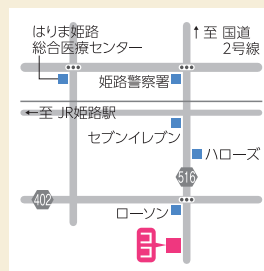 はりま姫路
総合医療センター
↑至 国道
2号線
姫路警察署
←至 JR姫路駅
セブンイレブン
ハローズ
516
402
ローソン
ココ